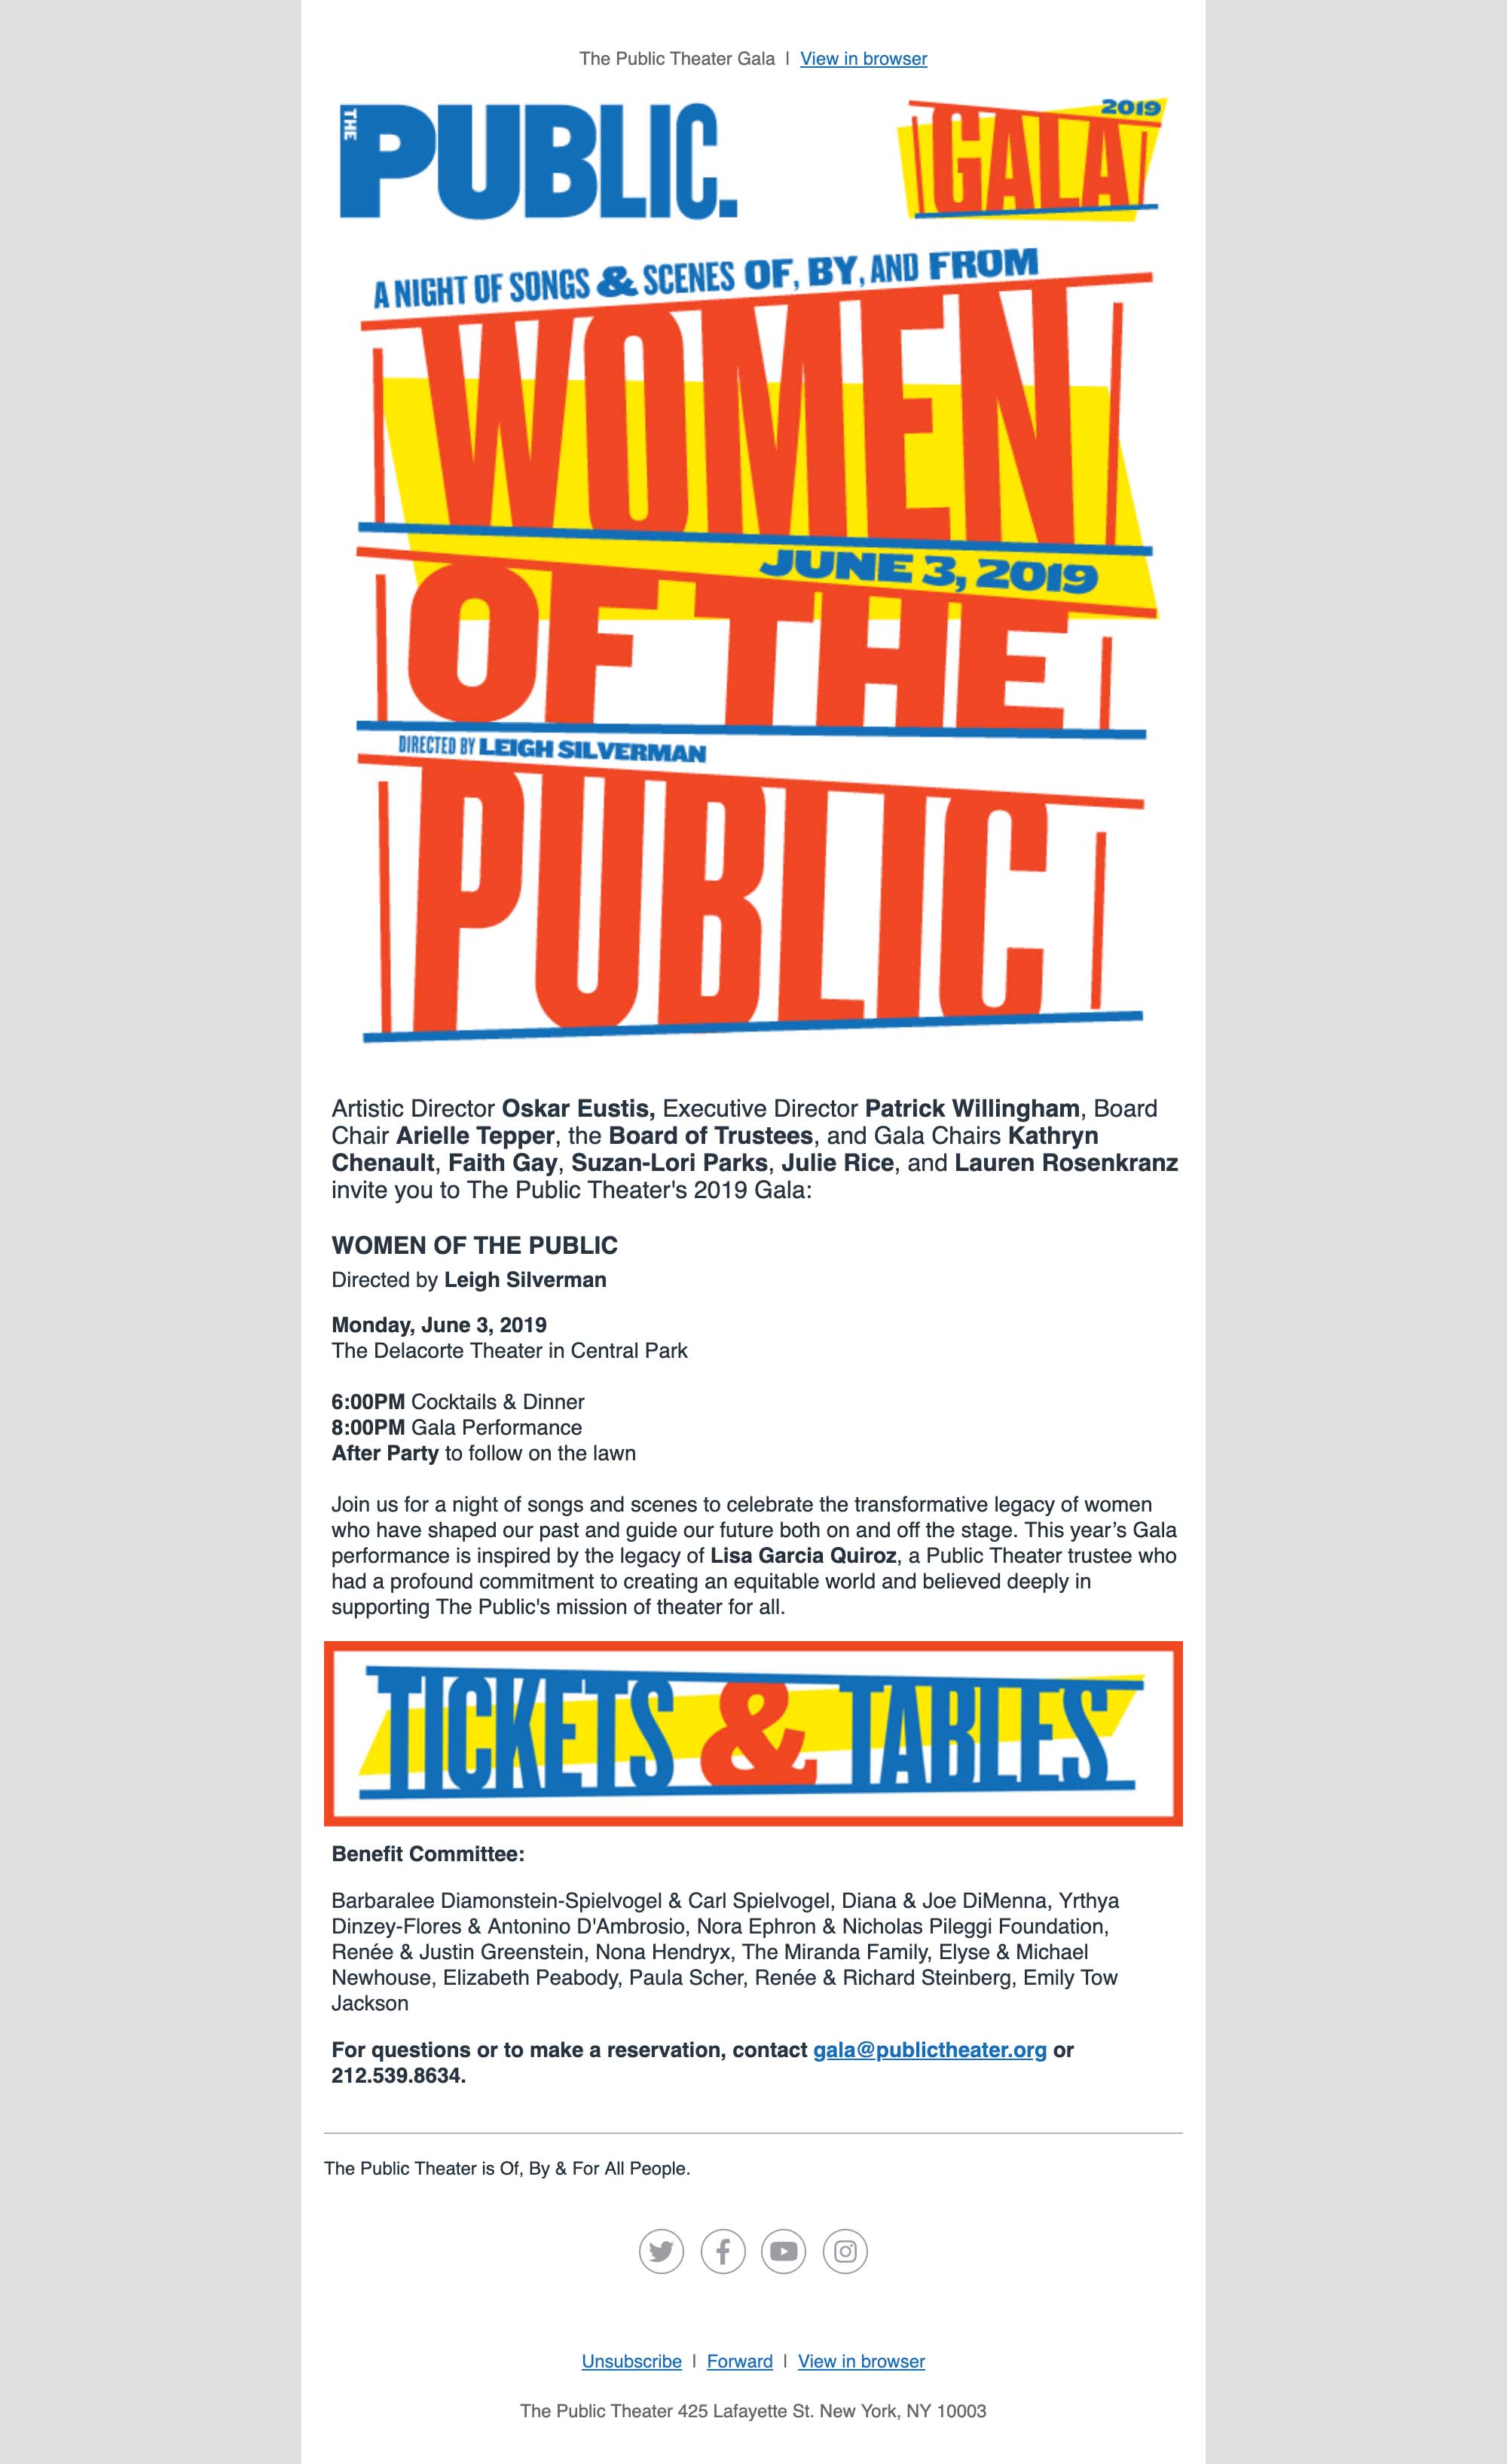 The Public Theater Gala | View in browser
THE PUBLIC.
2019
GALA
A NIGHT OF SONGS & SCENES OF, BY, AND FROM
WOMEN
JUNE 3, 2019
OF THE
DIRECTED BY LEIGH SILVERMAN
PUBLIC
Artistic Director Oskar Eustis, Executive Director Patrick Willingham, Board
Chair Arielle Tepper, the Board of Trustees, and Gala Chairs Kathryn
Chenault, Faith Gay, Suzan-Lori Parks, Julie Rice, and Lauren Rosenkranz
invite you to The Public Theater's 2019 Gala:
WOMEN OF THE PUBLIC
Directed by Leigh Silverman
Monday, June 3, 2019
The Delacorte Theater in Central Park
6:00PM Cocktails & Dinner
8:00PM Gala Performance
After Party to follow on the lawn
Join us for a night of songs and scenes to celebrate the transformative legacy of women
who have shaped our past and guide our future both on and off the stage. This year’s Gala
performance is inspired by the legacy of Lisa Garcia Quiroz, a Public Theater trustee who
had a profound commitment to creating an equitable world and believed deeply in
supporting The Public's mission of theater for all.
TICKETS & TABLES
Benefit Committee:
Barbaralee Diamonstein-Spielvogel & Carl Spielvogel, Diana & Joe DiMenna, Yrthya
Dinzey-Flores & Antonino D'Ambrosio, Nora Ephron & Nicholas Pileggi Foundation,
Renée & Justin Greenstein, Nona Hendryx, The Miranda Family, Elyse & Michael
Newhouse, Elizabeth Peabody, Paula Scher, Renée & Richard Steinberg, Emily Tow
Jackson
For questions or to make a reservation, contact gala@publictheater.org or
212.539.8634.
The Public Theater is Of, By & For All People.
Unsubscribe | Forward | View in browser
The Public Theater 425 Lafayette St. New York, NY 10003